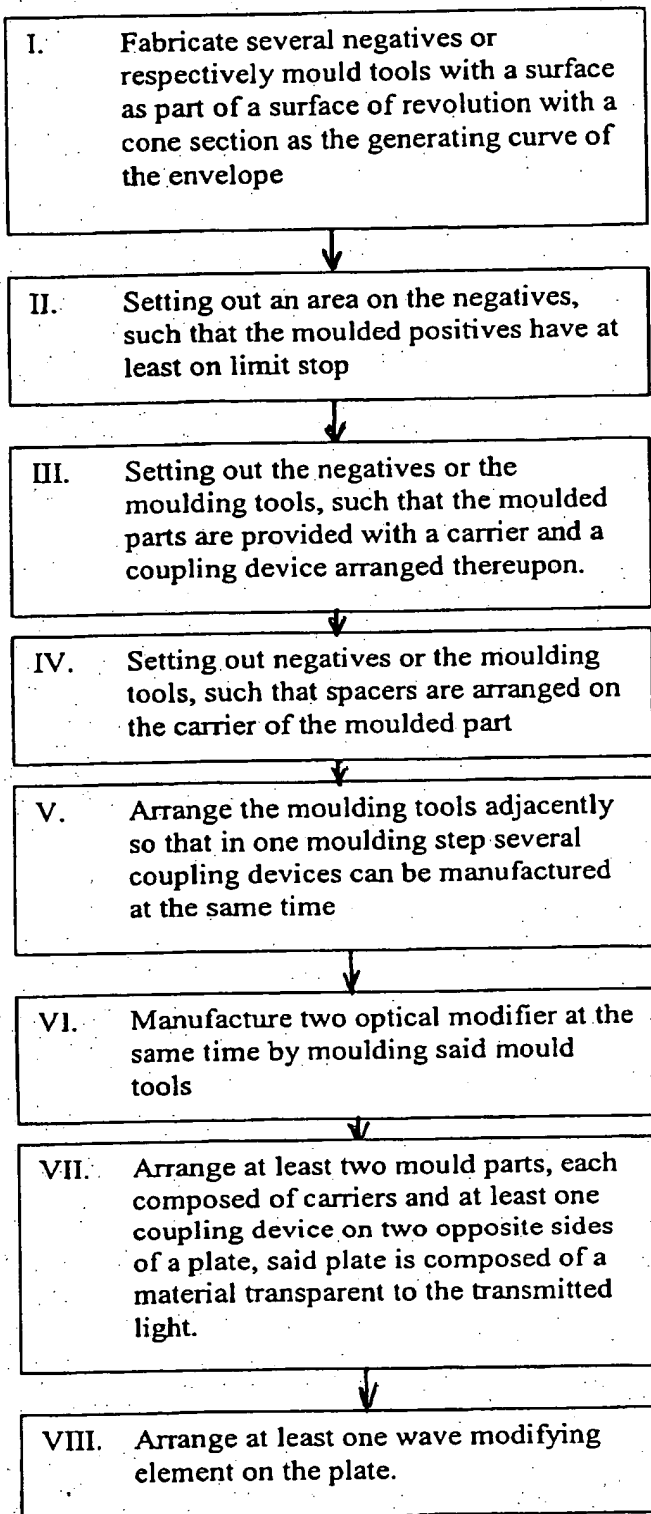 I. Fabricate several negatives or
respectively mould tools with a surface
as part of a surface of revolution with a
cone section as the generating curve of
the envelope
II. Setting out an area on the negatives,
such that the moulded positives have at
least on limit stop
III. Setting out the negatives or the
moulding tools, such that the moulded
parts are provided with a carrier and a
coupling device arranged thereupon.
IV. Setting out negatives or the moulding
tools, such that spacers are arranged on
the carrier of the moulded part
V. Arrange the moulding tools adjacently
so that in one moulding step several
coupling devices can be manufactured
at the same time
VI. Manufacture two optical modifier at the
same time by moulding said mould
tools
VII. Arrange at least two mould parts, each
composed of carriers and at least one
coupling device on two opposite sides
of a plate, said plate is composed of a
material transparent to the transmitted
light.
VIII. Arrange at least one wave modifying
element on the plate.